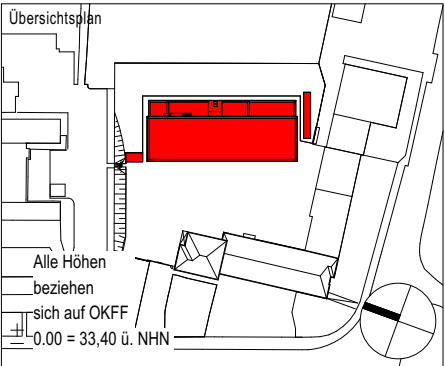 Übersichtsplan
Alle Höhen
beziehen
sich auf OKFF
0.00 = 33,40 ü. NHN